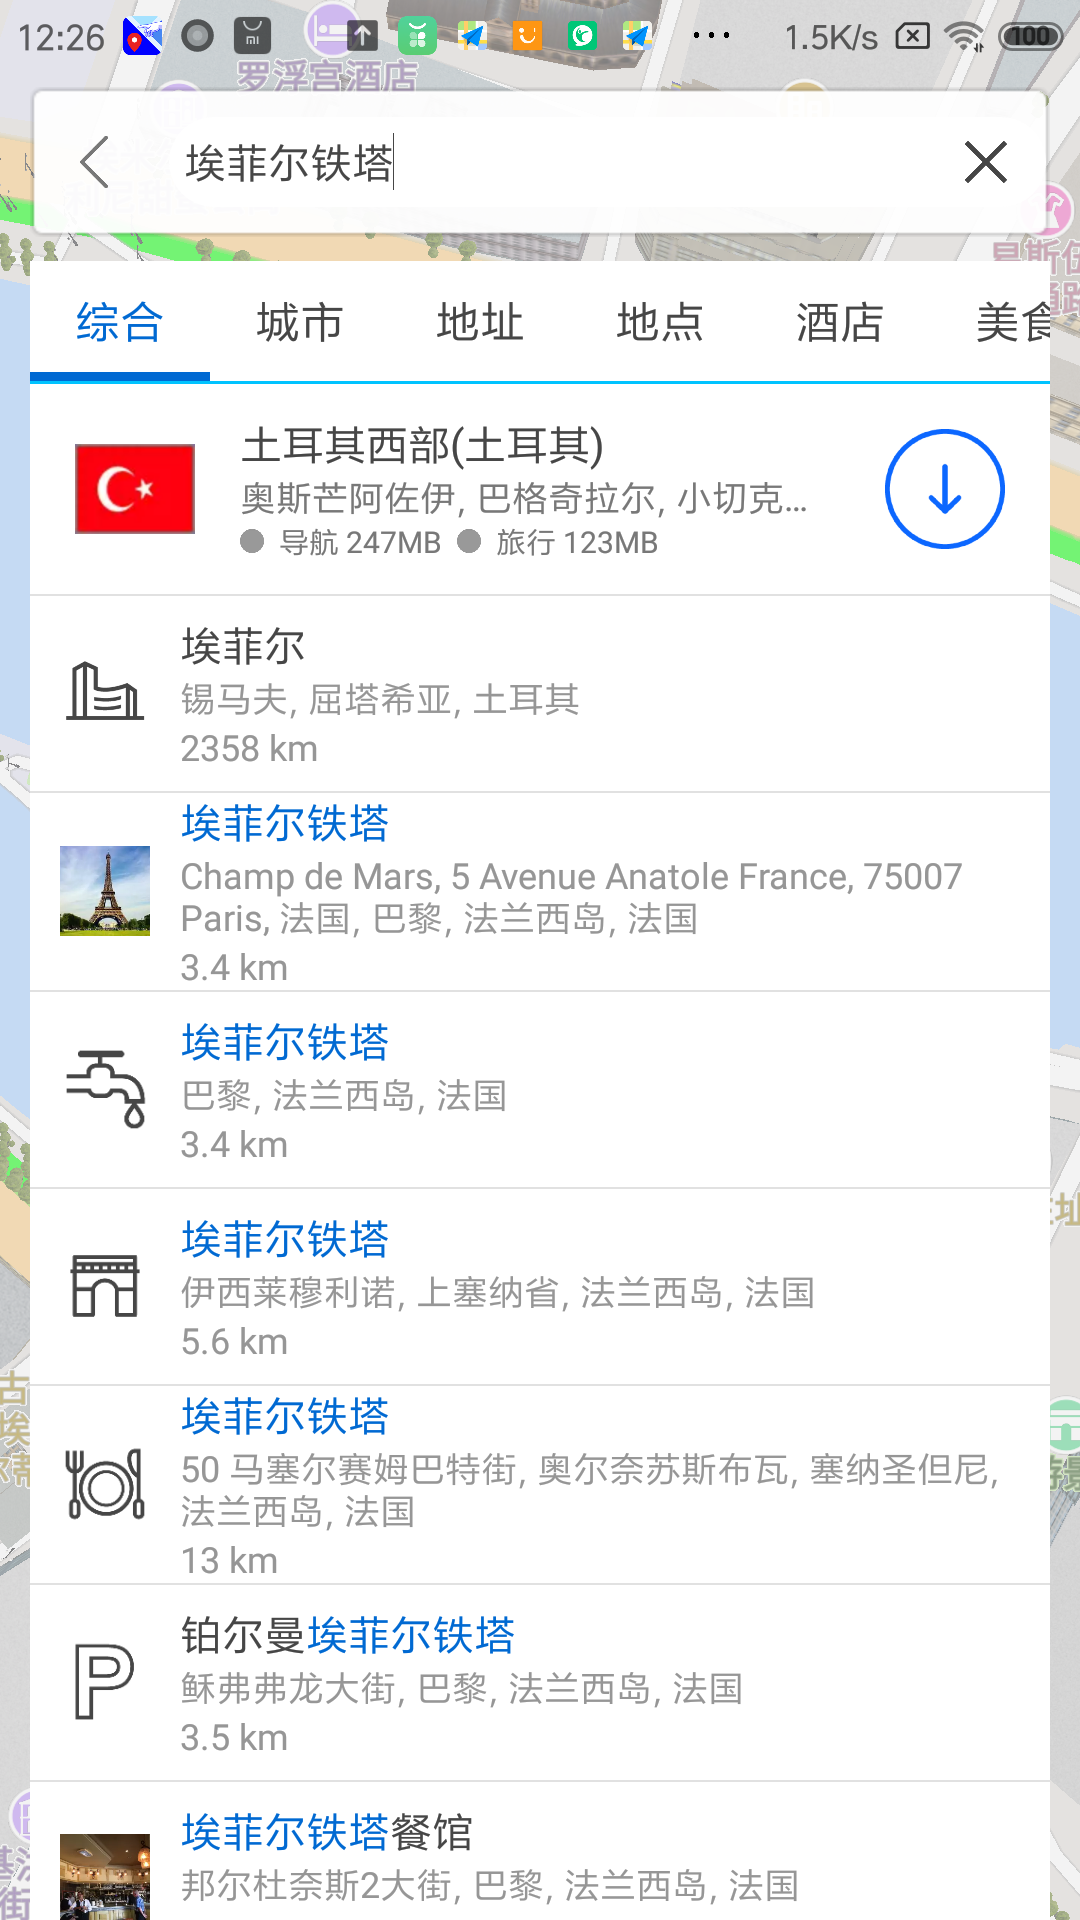 12:26
1.5K/s
100
罗浮宫酒店
埃菲尔铁塔
综合 城市 地址 地点 酒店 美食
土耳其西部(土耳其)
奥斯芒阿佐伊, 巴格奇拉尔, 小切克...
导航 247MB 旅行 123MB
埃菲尔
锡马夫, 屈塔希亚, 土耳其
2358 km
埃菲尔铁塔
Champ de Mars, 5 Avenue Anatole France, 75007
Paris, 法国, 巴黎, 法兰西岛, 法国
3.4 km
埃菲尔铁塔
巴黎, 法兰西岛, 法国
3.4 km
埃菲尔铁塔
伊西莱穆利诺, 上塞纳省, 法兰西岛, 法国
5.6 km
埃菲尔铁塔
50 马塞尔赛姆巴特街, 奥尔奈苏斯布瓦, 塞纳圣但尼,
法兰西岛, 法国
13 km
铂尔曼埃菲尔铁塔
稣弗弗龙大街, 巴黎, 法兰西岛, 法国
3.5 km
埃菲尔铁塔餐馆
邦尔杜奈斯2大街, 巴黎, 法兰西岛, 法国